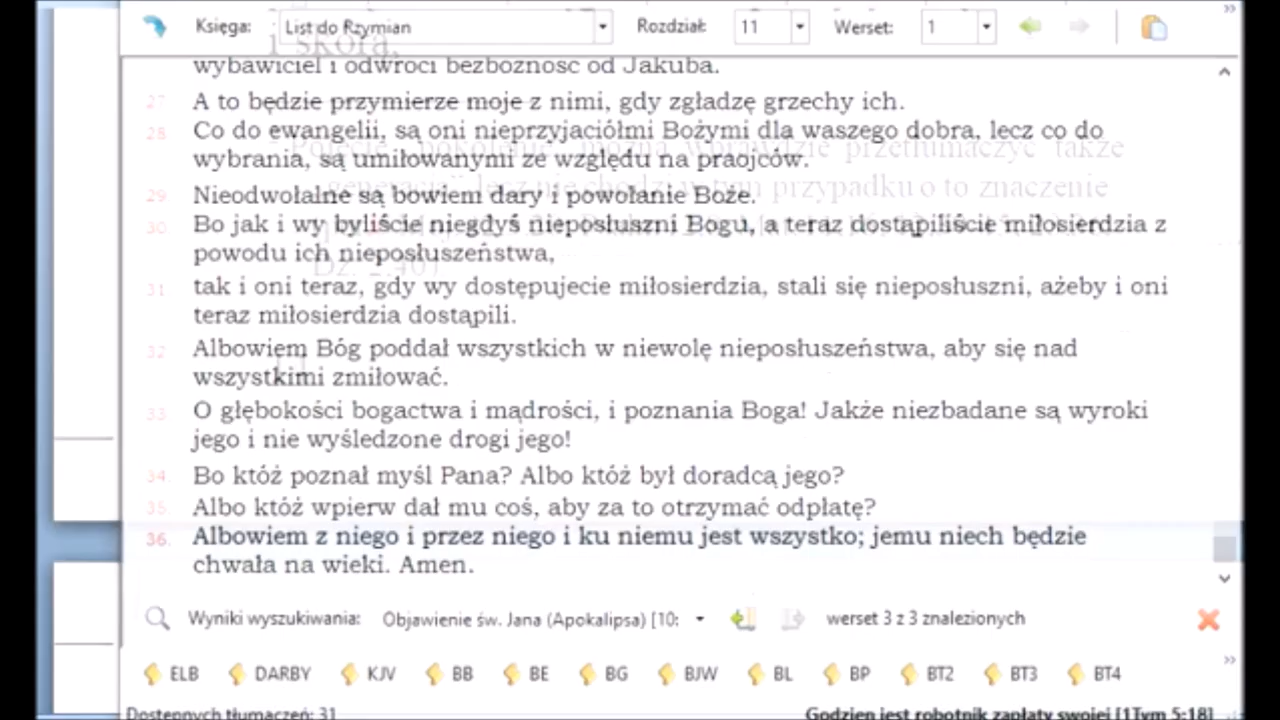 Księga: List do Rzymian Rozdział: 11 Werset: 1
i skóra,
wybawiciel i odwróci bezbożność od Jakuba.
27. A to będzie przymierze moje z nimi, gdy zgładzę grzechy ich.
28. Co do ewangelii, są oni nieprzyjaciółmi Bożymi dla waszego dobra, lecz co do
wybrania, są umiłowanymi ze względu na praojców.
29. Nieodwołalne są bowiem dary i powołanie Boże.
30. Bo jak i wy byliście niegdyś nieposłuszni Bogu, a teraz dostąpiliście miłosierdzia z
powodu ich nieposłuszeństwa,
31. tak i oni teraz, gdy wy dostępujecie miłosierdzia, stali się nieposłuszni, ażeby i oni
teraz miłosierdzia dostąpili.
32. Albowiem Bóg poddał wszystkich w niewolę nieposłuszeństwa, aby się nad
wszystkimi zmiłować.
33. O głębokości bogactwa i mądrości, i poznania Boga! Jakże niezbadane są wyroki
jego i nie wyśledzone drogi jego!
34. Bo któż poznał myśl Pana? Albo któż był doradcą jego?
35. Albo któż wpierw dał mu coś, aby za to otrzymać odpłatę?
36. Albowiem z niego i przez niego i ku niemu jest wszystko; jemu niech będzie
chwała na wieki. Amen.
Wyniki wyszukiwania: Objawienie św. Jana (Apokalipsa) [10: werset 3 z 3 znalezionych
ELB DARBY KJV BB BE BG BJW BL BP BT2 BT3 BT4
Dostępnych tłumaczeń: 31 Godzien jest robotnik zapłaty swojej [1Tym 5:18]